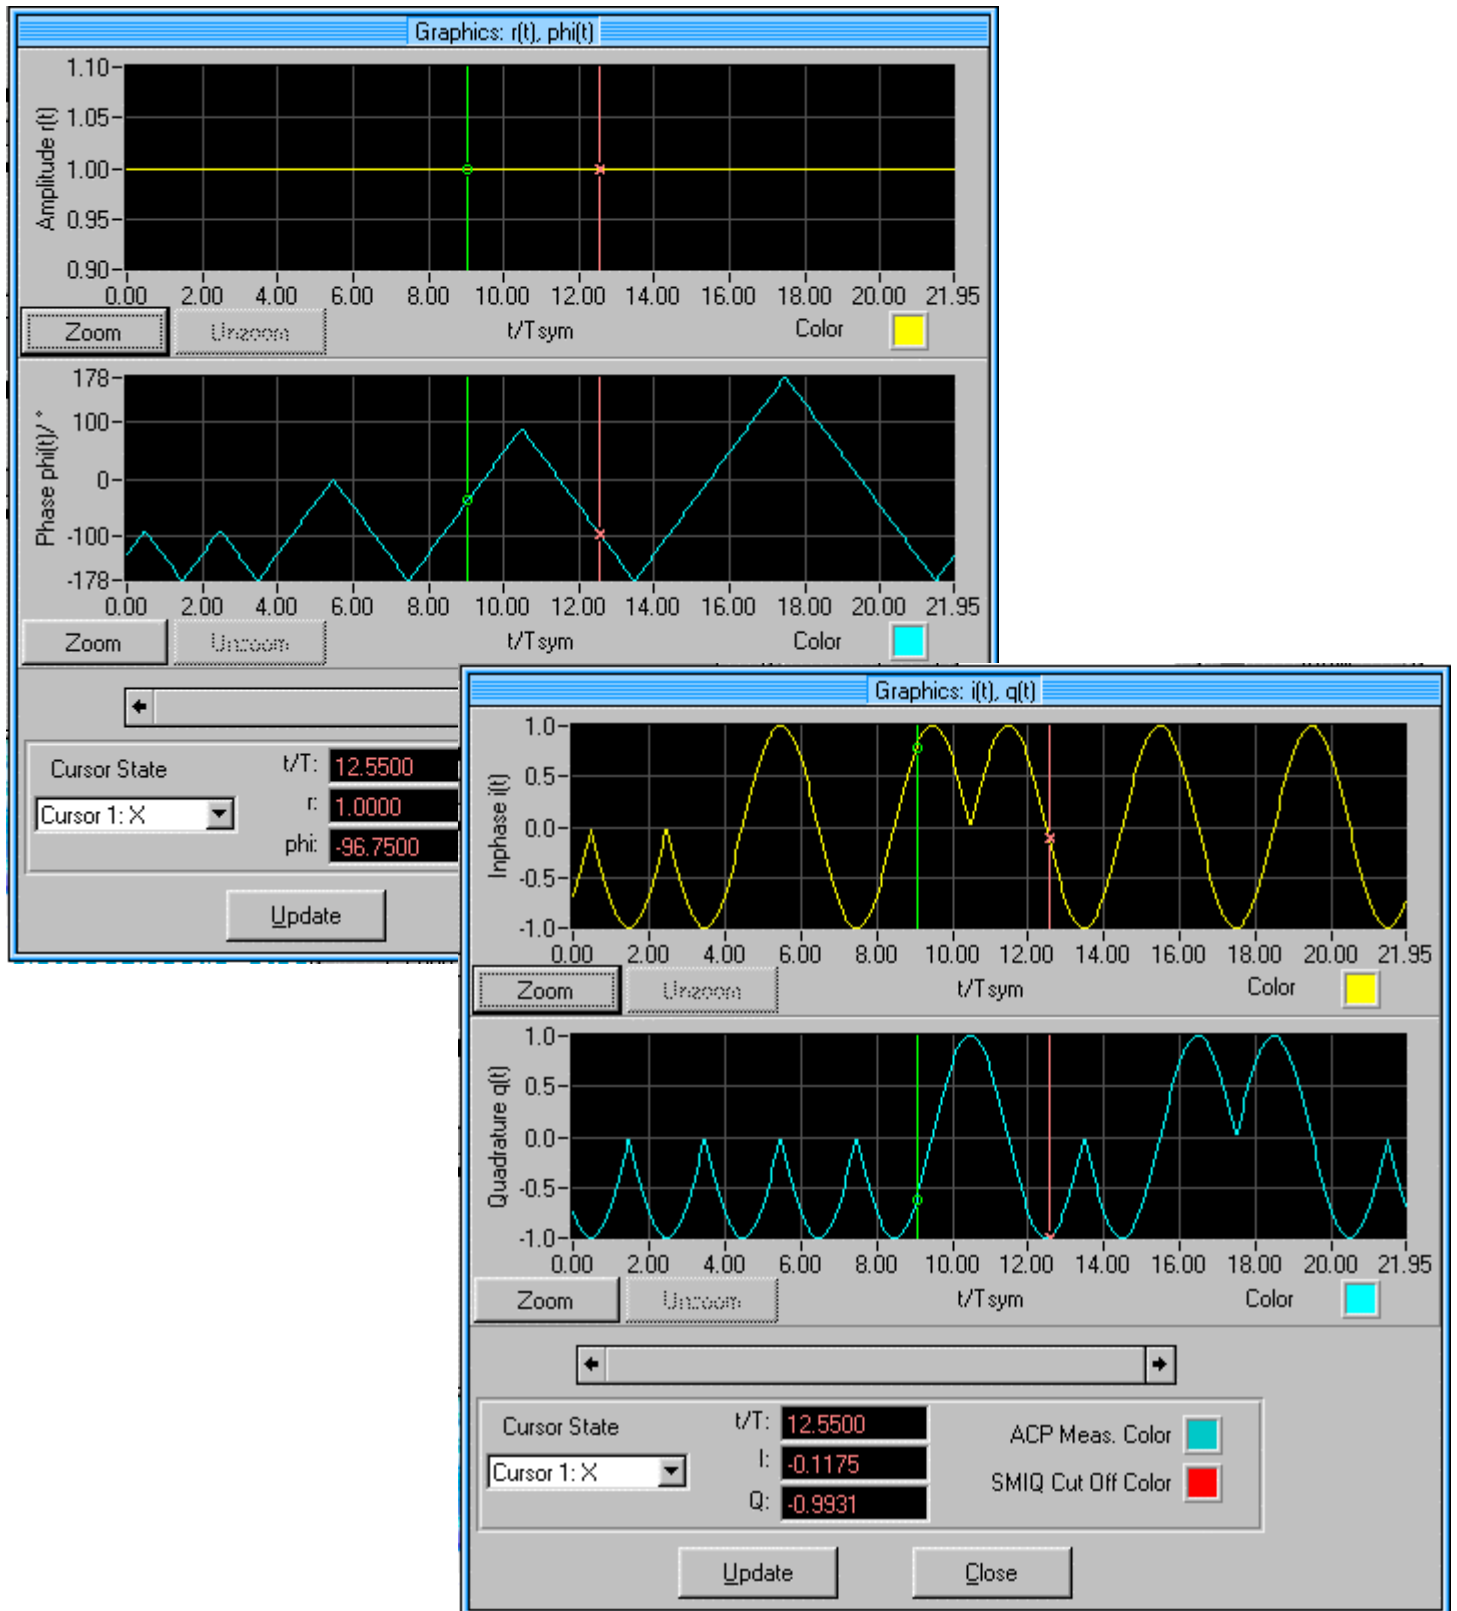 Graphics: r(t), phi(t)
Amplitude r(t)
1.10
1.05
1.00
0.95
0.90
0.00 2.00 4.00 6.00 8.00 10.00 12.00 14.00 16.00 18.00 20.00 21.95
Zoom Unzoom t/Tsym Color
Phase phi(t)/ °
178
100
0
-100
-178
0.00 2.00 4.00 6.00 8.00 10.00 12.00 14.00 16.00 18.00 20.00 21.95
Zoom Unzoom t/Tsym Color
Cursor State
Cursor 1: X
t/T: 12.5500
r: 1.0000
phi: -96.7500
Update
Graphics: i(t), q(t)
Inphase i(t)
1.0
0.5
0.0
-0.5
-1.0
0.00 2.00 4.00 6.00 8.00 10.00 12.00 14.00 16.00 18.00 20.00 21.95
Zoom Unzoom t/Tsym Color
Quadrature q(t)
1.0
0.5
0.0
-0.5
-1.0
0.00 2.00 4.00 6.00 8.00 10.00 12.00 14.00 16.00 18.00 20.00 21.95
Zoom Unzoom t/Tsym Color
Cursor State
Cursor 1: X
t/T: 12.5500
I: -0.1175
Q: -0.9931
ACP Meas. Color
SMIQ Cut Off Color
Update Close